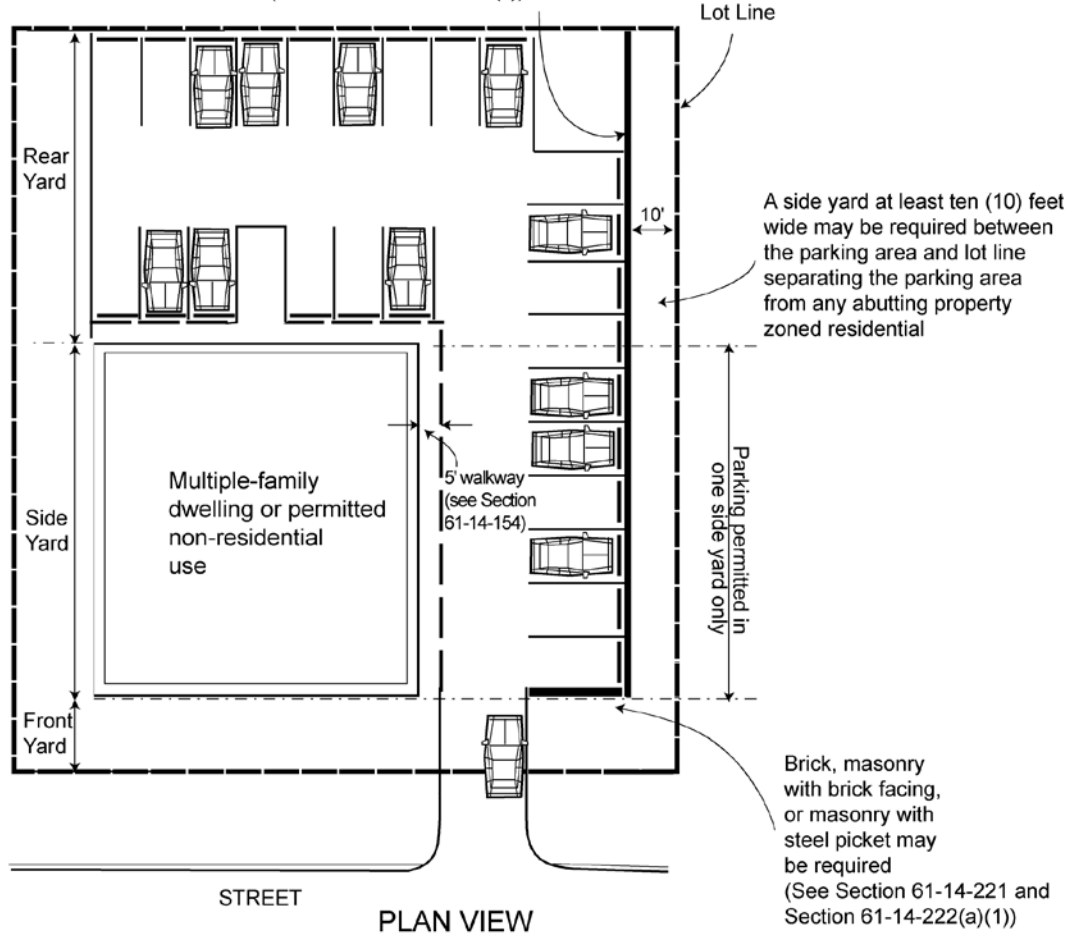 Lot Line
Rear
Yard
10'
A side yard at least ten (10) feet
wide may be required between
the parking area and lot line
separating the parking area
from any abutting property
zoned residential
Multiple-family
dwelling or permitted
non-residential
use
5' walkway
(see Section
61-14-154)
Side
Yard
Parking permitted in
one side yard only
Front
Yard
Brick, masonry
with brick facing,
or masonry with
steel picket may
be required
(See Section 61-14-221 and
Section 61-14-222(a)(1))
STREET
PLAN VIEW